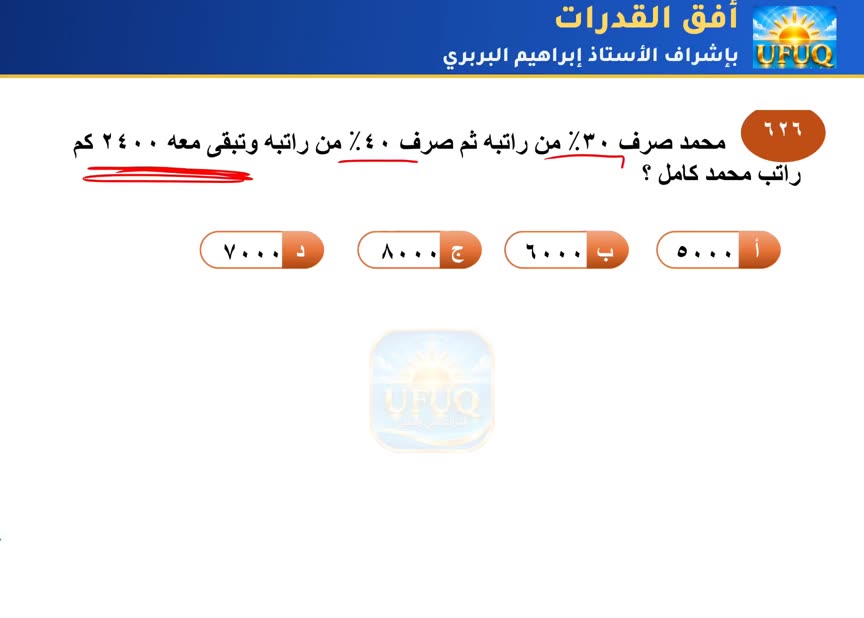 أفق القدرات
بإشراف الأستاذ إبراهيم البربري
UFUQ
٦٢٦
محمد صرف ٣٠٪ من راتبه ثم صرف ٤٠٪ من راتبه وتبقى معه ٢٤٠٠ كم
راتب محمد كامل ؟
أ ٥٠٠٠
ب ٦٠٠٠
ج ٨٠٠٠
د ٧٠٠٠
UFUQ